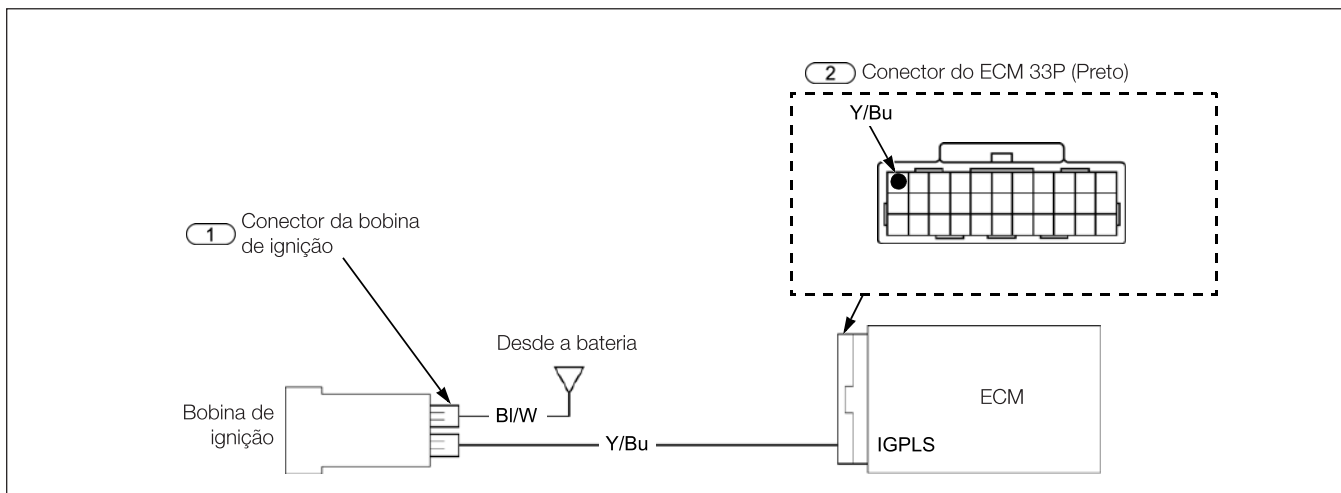 2 Conector do ECM 33P (Preto)
Y/Bu
1 Conector da bobina
de ignição
Desde a bateria
Bobina de
ignição
Bl/W
Y/Bu
IGPLS
ECM